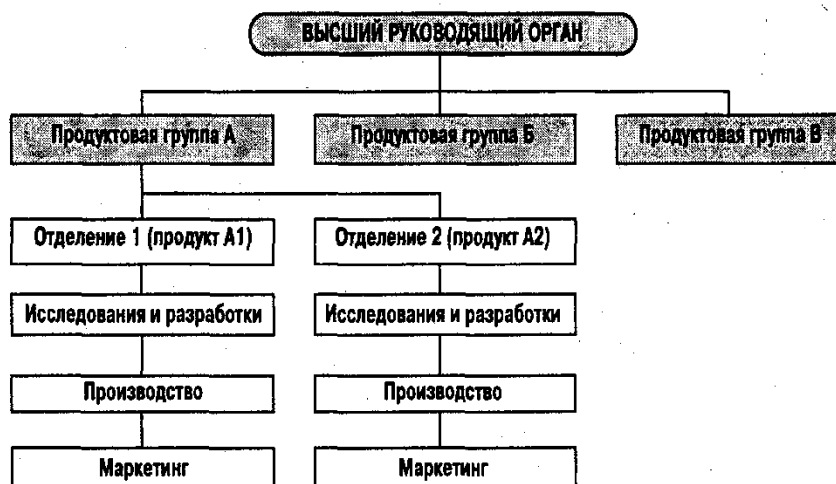 ВЫСШИЙ РУКОВОДЯЩИЙ ОРГАН
Продуктовая группа А
Продуктовая группа Б
Продуктовая группа В
Отделение 1 (продукт А1)
Отделение 2 (продукт А2)
Исследования и разработки
Исследования и разработки
Производство
Производство
Маркетинг
Маркетинг